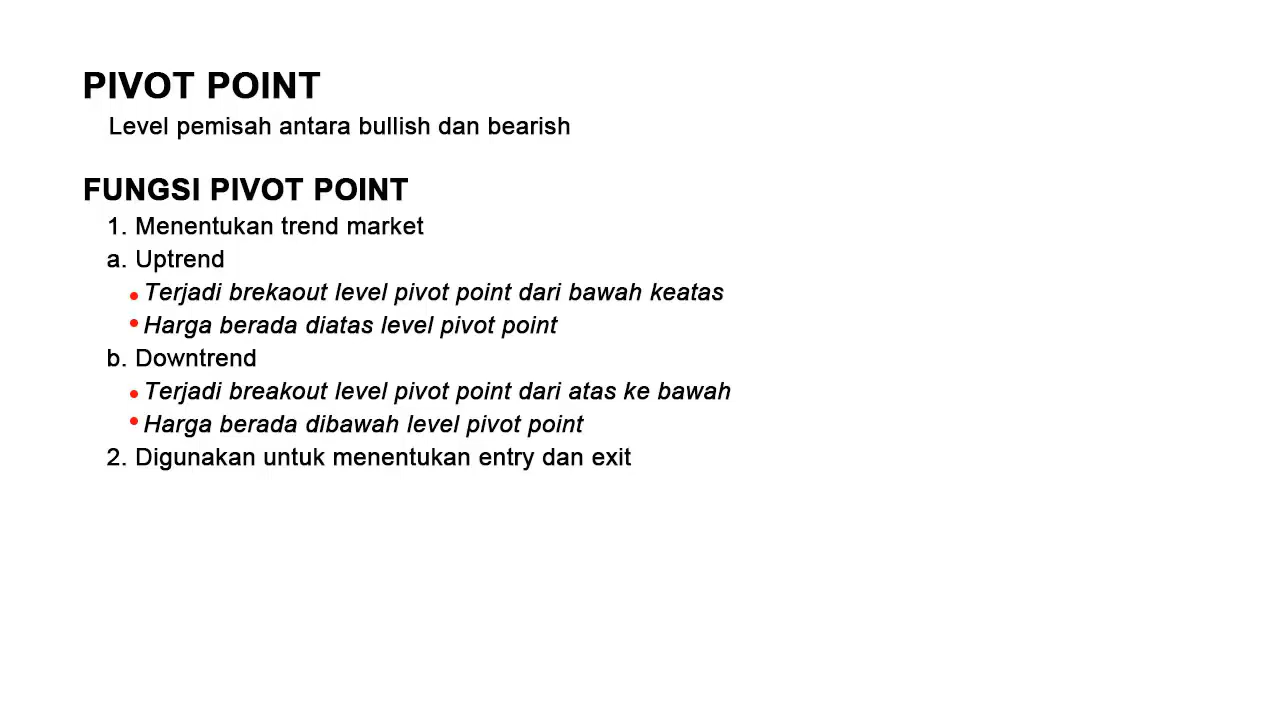 PIVOT POINT
Level pemisah antara bullish dan bearish
FUNGSI PIVOT POINT
1. Menentukan trend market
a. Uptrend
• Terjadi brekaout level pivot point dari bawah keatas
• Harga berada diatas level pivot point
b. Downtrend
• Terjadi breakout level pivot point dari atas ke bawah
• Harga berada dibawah level pivot point
2. Digunakan untuk menentukan entry dan exit